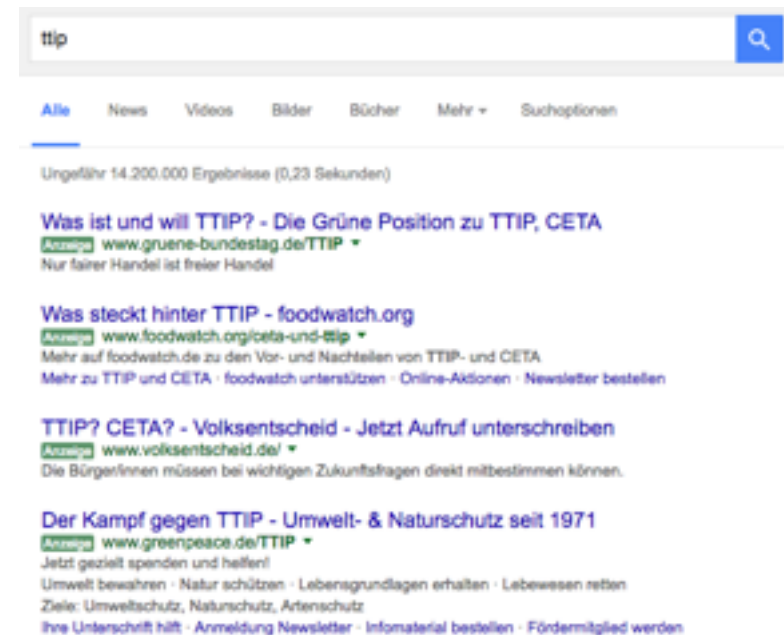 ttip
Alle News Videos Bilder Bücher Mehr Suchoptionen
Ungefähr 14.200.000 Ergebnisse (0,23 Sekunden)
Was ist und will TTIP? - Die Grüne Position zu TTIP, CETA
Anzeige www.gruene-bundestag.de/TTIP
Nur fairer Handel ist freier Handel
Was steckt hinter TTIP - foodwatch.org
Anzeige www.foodwatch.org/ceta-und-ttip
Mehr auf foodwatch.de zu den Vor- und Nachteilen von TTIP- und CETA
Mehr zu TTIP und CETA · foodwatch unterstützen · Online-Aktionen · Newsletter bestellen
TTIP? CETA? - Volksentscheid - Jetzt Aufruf unterschreiben
Anzeige www.volksentscheid.de/
Die Bürger/innen müssen bei wichtigen Zukunftsfragen direkt mitbestimmen können.
Der Kampf gegen TTIP - Umwelt- & Naturschutz seit 1971
Anzeige www.greenpeace.de/TTIP
Jetzt gezielt spenden und helfen!
Umwelt bewahren · Natur schützen · Lebensgrundlagen erhalten · Lebewesen retten
Ziele: Umweltschutz, Naturschutz, Artenschutz
Ihre Unterschrift hilft · Anmeldung Newsletter · Infomaterial bestellen · Fördermitglied werden